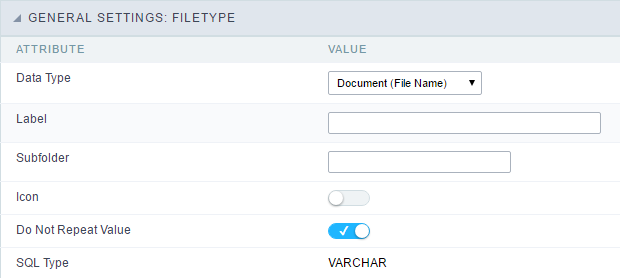 GENERAL SETTINGS: FILETYPE
ATTRIBUTE VALUE
Data Type Document (File Name)
Label
Subfolder
Icon
Do Not Repeat Value
SQL Type VARCHAR